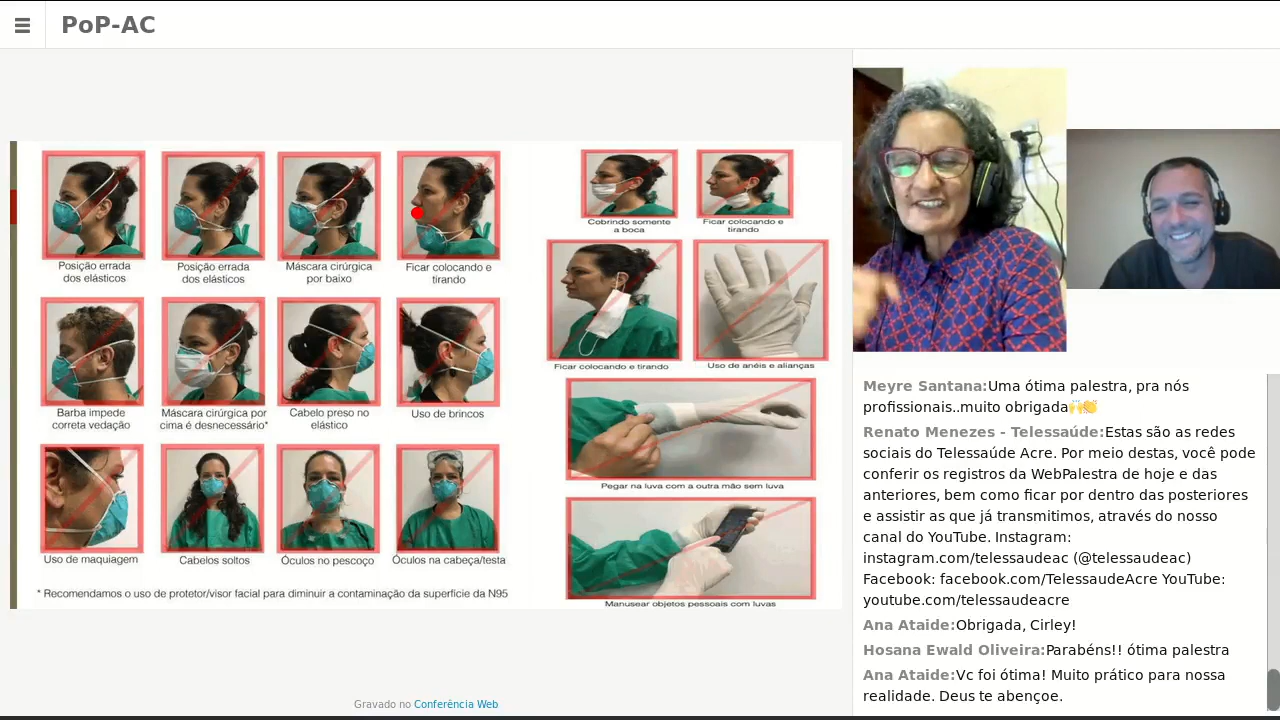 PoP-AC
Posição errada
dos elásticos
Posição errada
dos elásticos
Máscara cirúrgica
por baixo
Ficar colocando e
tirando
Barba impede
correta vedação
Máscara cirúrgica por
cima é desnecessário*
Cabelo preso no
elástico
Uso de brincos
Uso de maquiagem
Cabelos soltos
Óculos no pescoço
Óculos na cabeça/testa
* Recomendamos o uso de protetor/visor facial para diminuir a contaminação da superfície da N95
Cobrindo somente
a boca
Ficar colocando e
tirando
Ficar colocando e tirando
Uso de anéis e alianças
Pegar na luva com a outra mão sem luva
Manusear objetos pessoais com luvas
Gravado no Conferência Web
Meyre Santana:Uma ótima palestra, pra nós
profissionais..muito obrigada🙌👏
Renato Menezes - Telessaúde:Estas são as redes
sociais do Telessaúde Acre. Por meio destas, você pode
conferir os registros da WebPalestra de hoje e das
anteriores, bem como ficar por dentro das posteriores
e assistir as que já transmitimos, através do nosso
canal do YouTube. Instagram:
instagram.com/telessaudeac (@telessaudeac)
Facebook: facebook.com/TelessaudeAcre YouTube:
youtube.com/telessaudeacre
Ana Ataide:Obrigada, Cirley!
Hosana Ewald Oliveira:Parabéns!! ótima palestra
Ana Ataide:Vc foi ótima! Muito prático para nossa
realidade. Deus te abençoe.